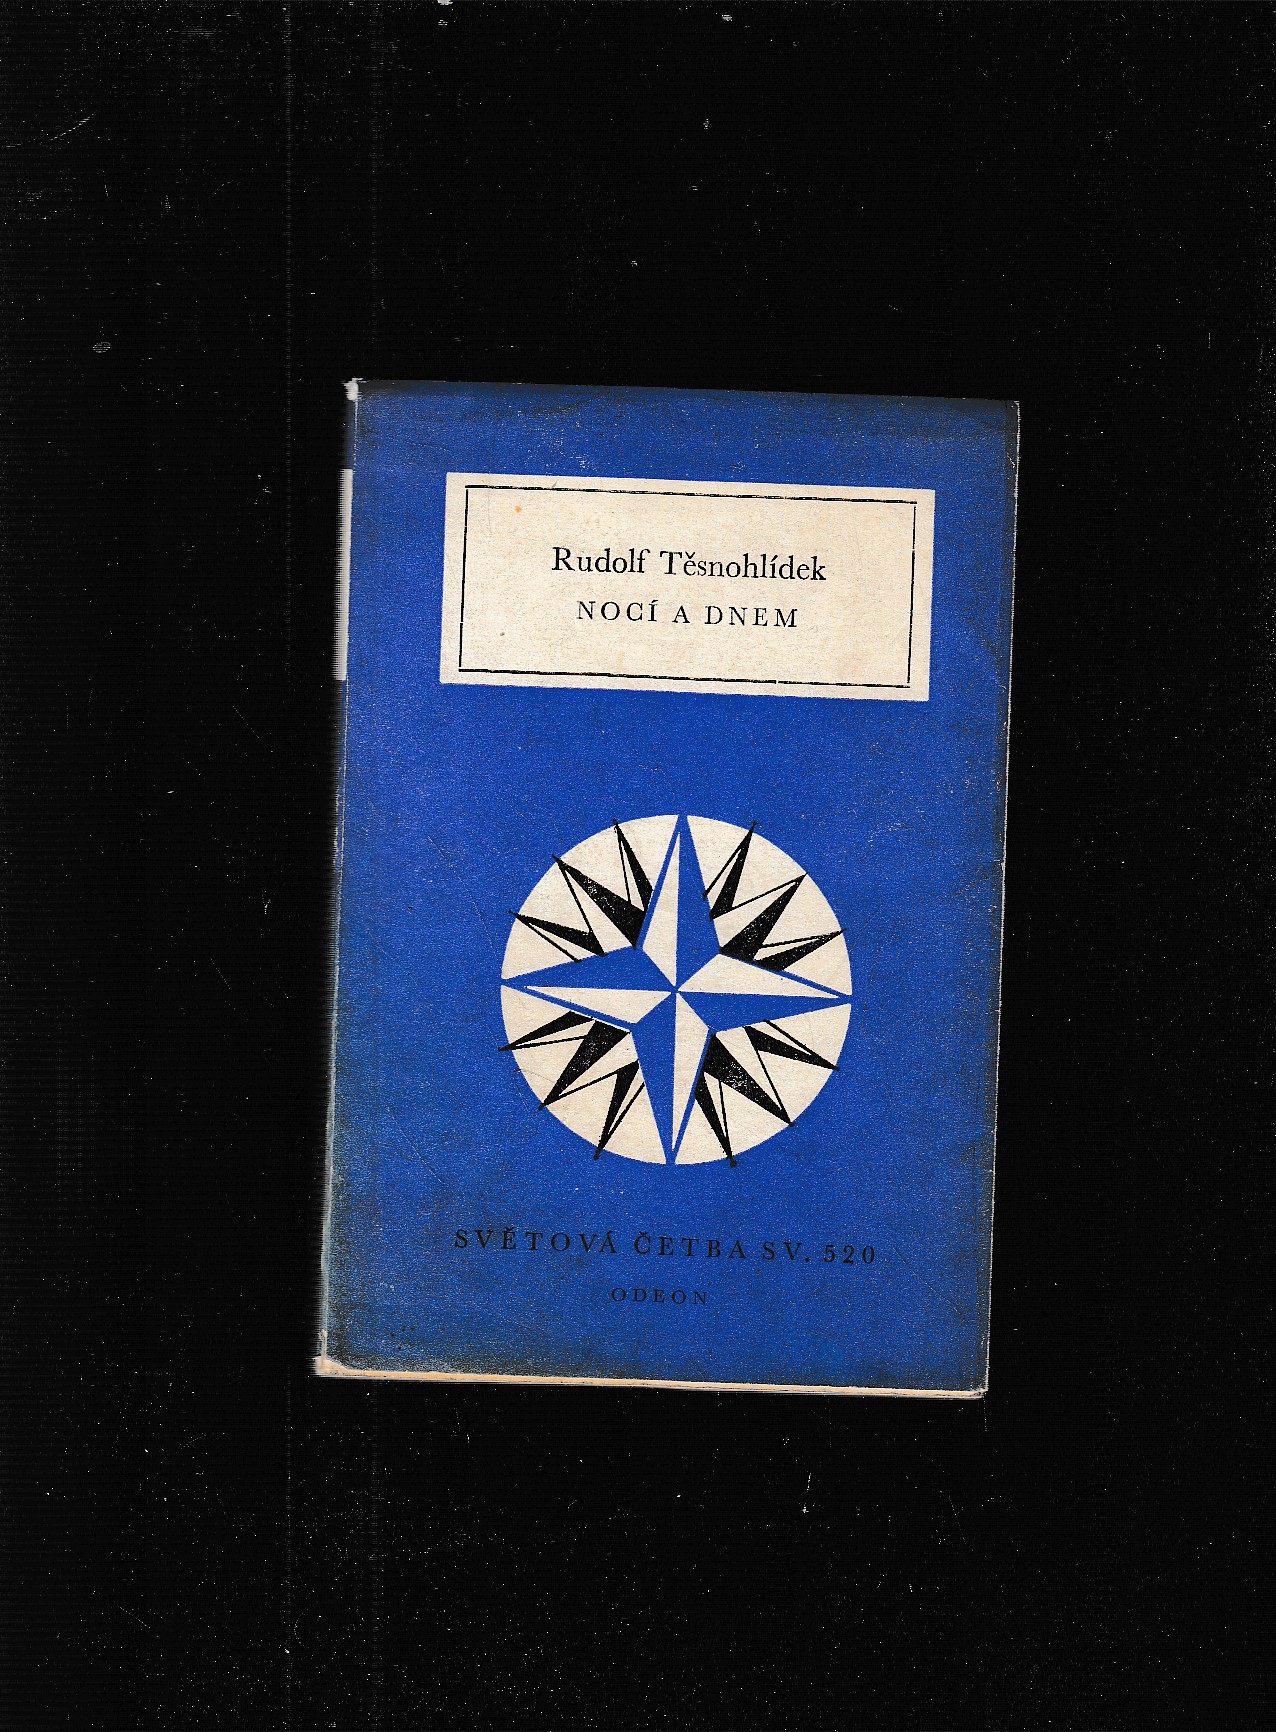 Rudolf Těsnohlídek
NOCÍ A DNEM
SVĚTOVÁ ČETBA SV. 520
ODEON